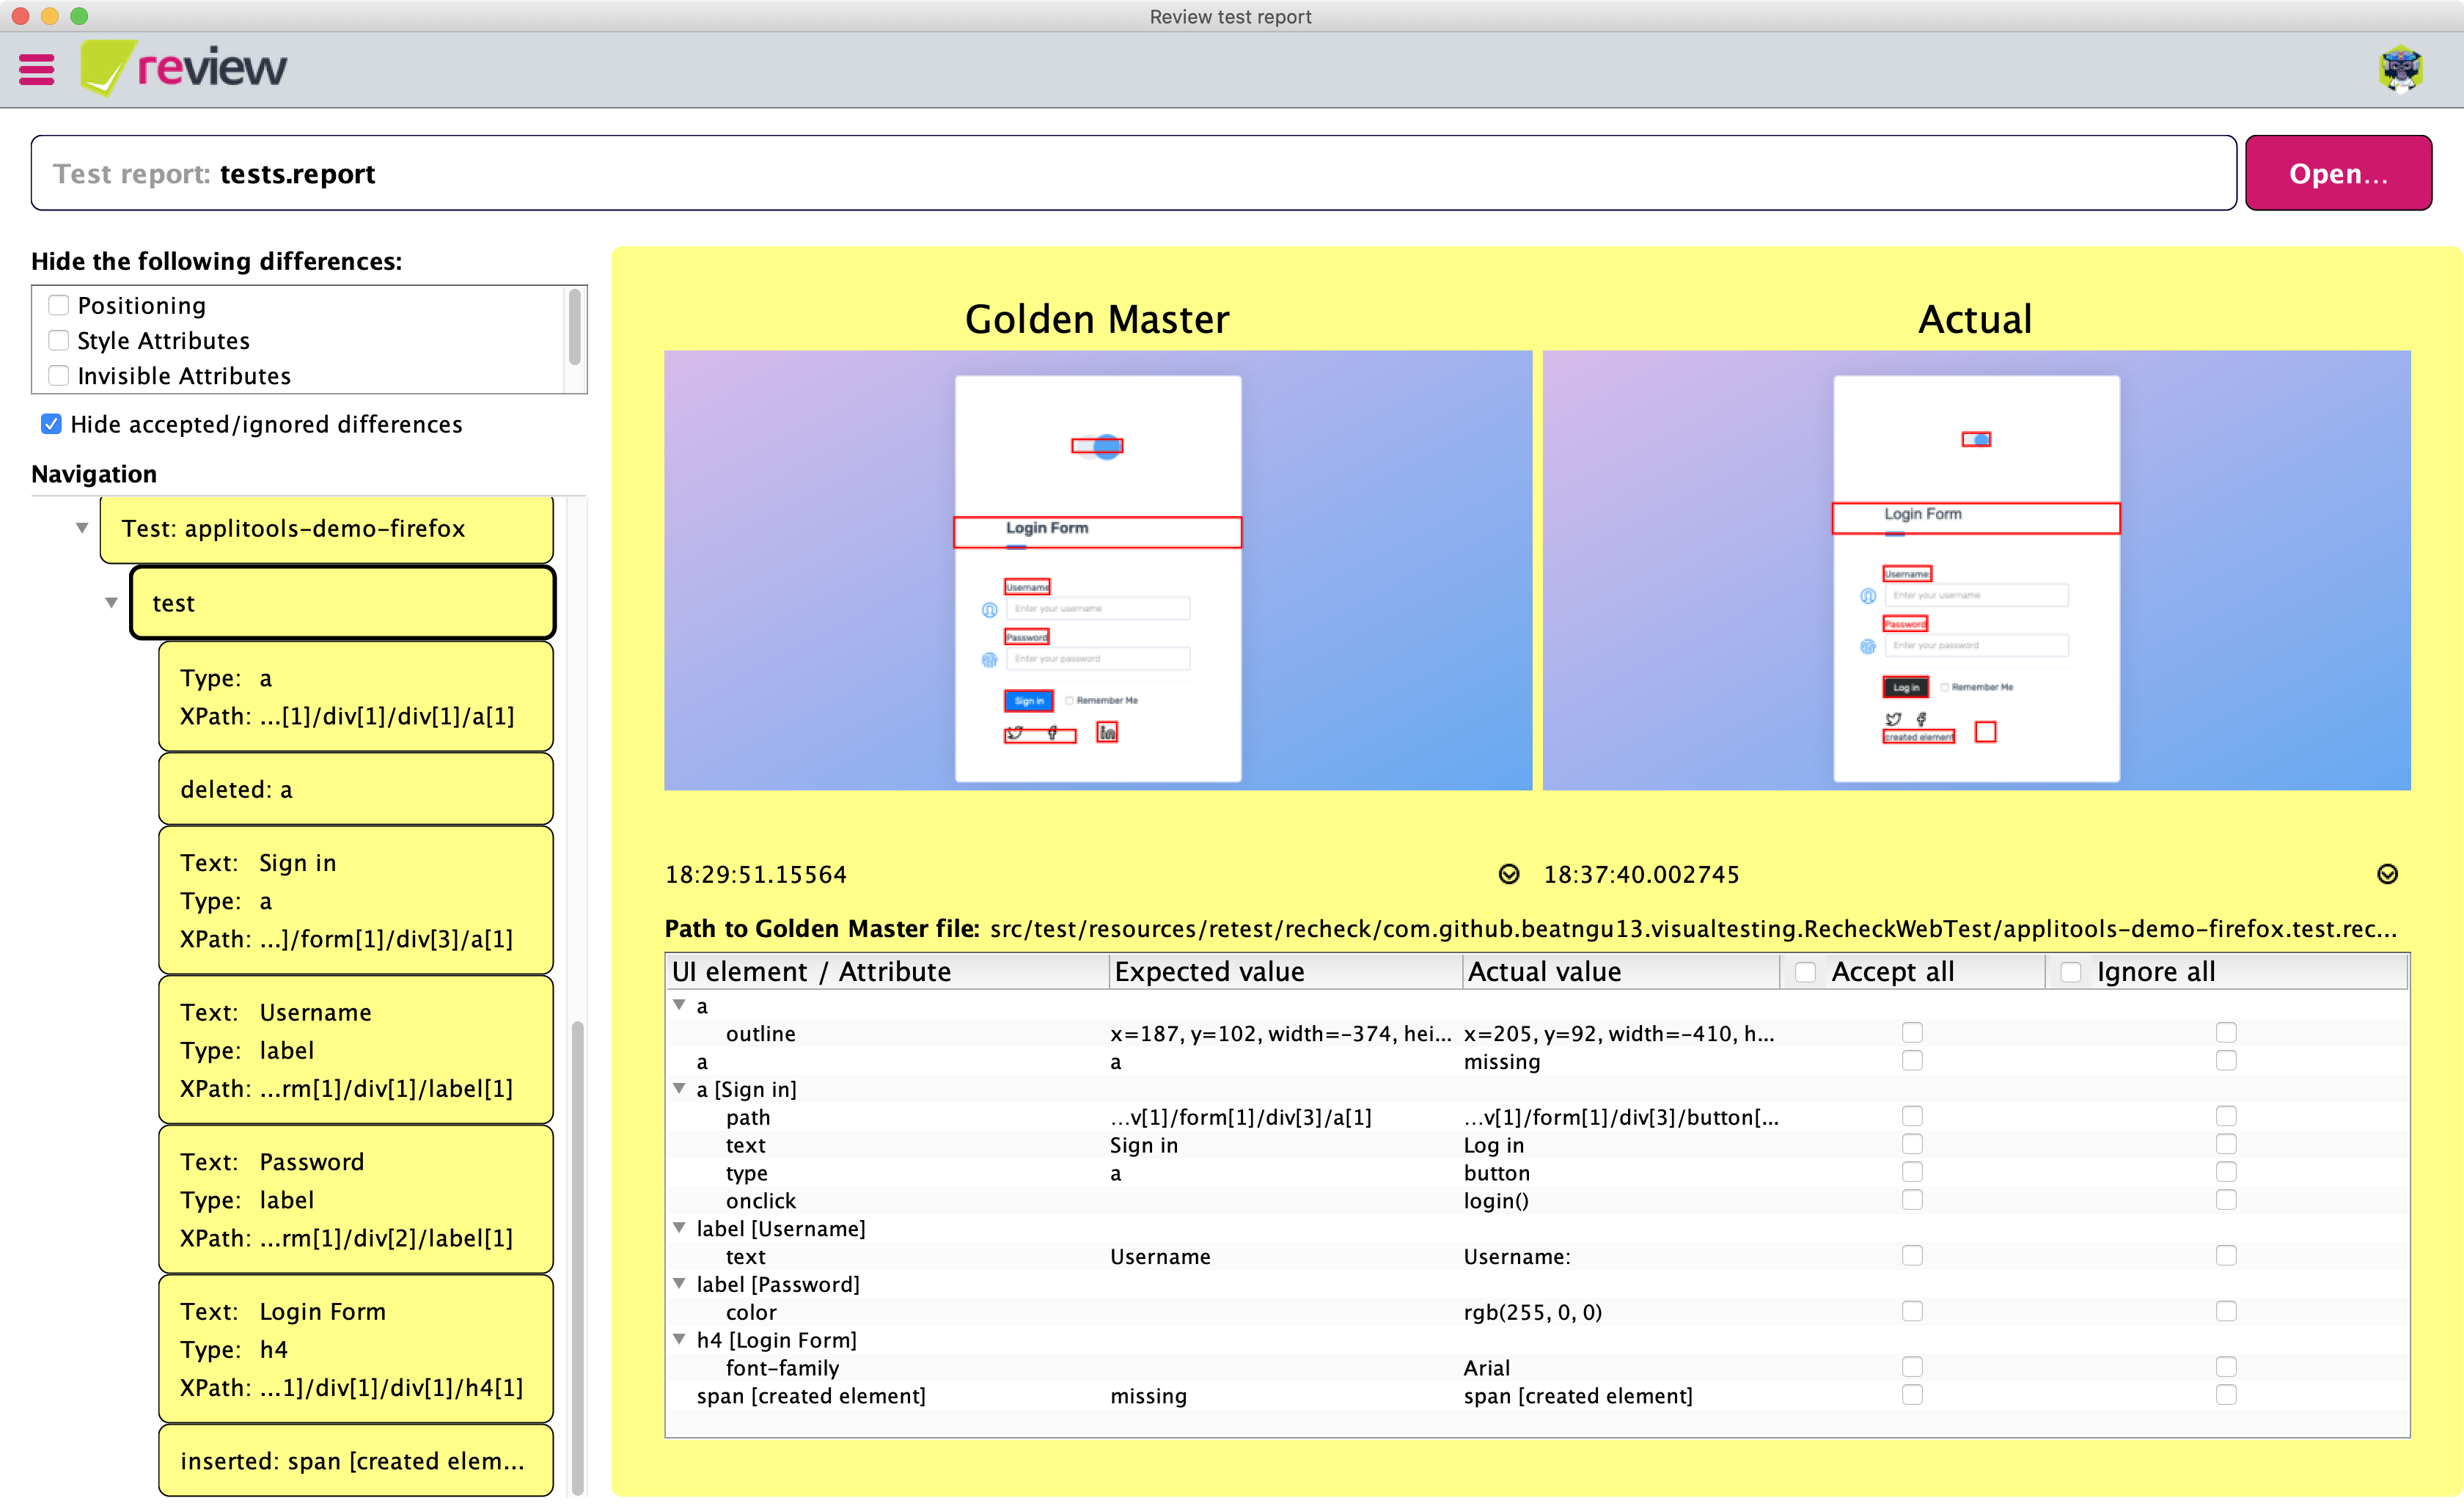 Review test report
review
Test report: tests.report
Open...
Hide the following differences:
Positioning
Style Attributes
Invisible Attributes
Hide accepted/ignored differences
Navigation
Test: applitools-demo-firefox
test
Type: a
XPath: ...[1]/div[1]/div[1]/a[1]
deleted: a
Text: Sign in
Type: a
XPath: ...]/form[1]/div[3]/a[1]
Text: Username
Type: label
XPath: ...rm[1]/div[1]/label[1]
Text: Password
Type: label
XPath: ...rm[1]/div[2]/label[1]
Text: Login Form
Type: h4
XPath: ...1]/div[1]/div[1]/h4[1]
inserted: span [created elem...
Golden Master
Login Form
Username
Enter your username
Password
Enter your password
Sign in Remember Me
in
Actual
Login Form
Username:
Enter your username
Password
Enter your password
Log in Remember Me
created element
18:29:51.15564
18:37:40.002745
Path to Golden Master file: src/test/resources/retest/recheck/com.github.beatngu13.visualtesting.RecheckWebTest/applitools-demo-firefox.test.rec...
UI element / Attribute Expected value Actual value Accept all Ignore all
a
outline x=187, y=102, width=-374, hei... x=205, y=92, width=-410, h...
a a missing
a [Sign in]
path ...v[1]/form[1]/div[3]/a[1] ...v[1]/form[1]/div[3]/button[...
text Sign in Log in
type a button
onclick login()
label [Username]
text Username Username:
label [Password]
color rgb(255, 0, 0)
h4 [Login Form]
font-family Arial
span [created element] missing span [created element]